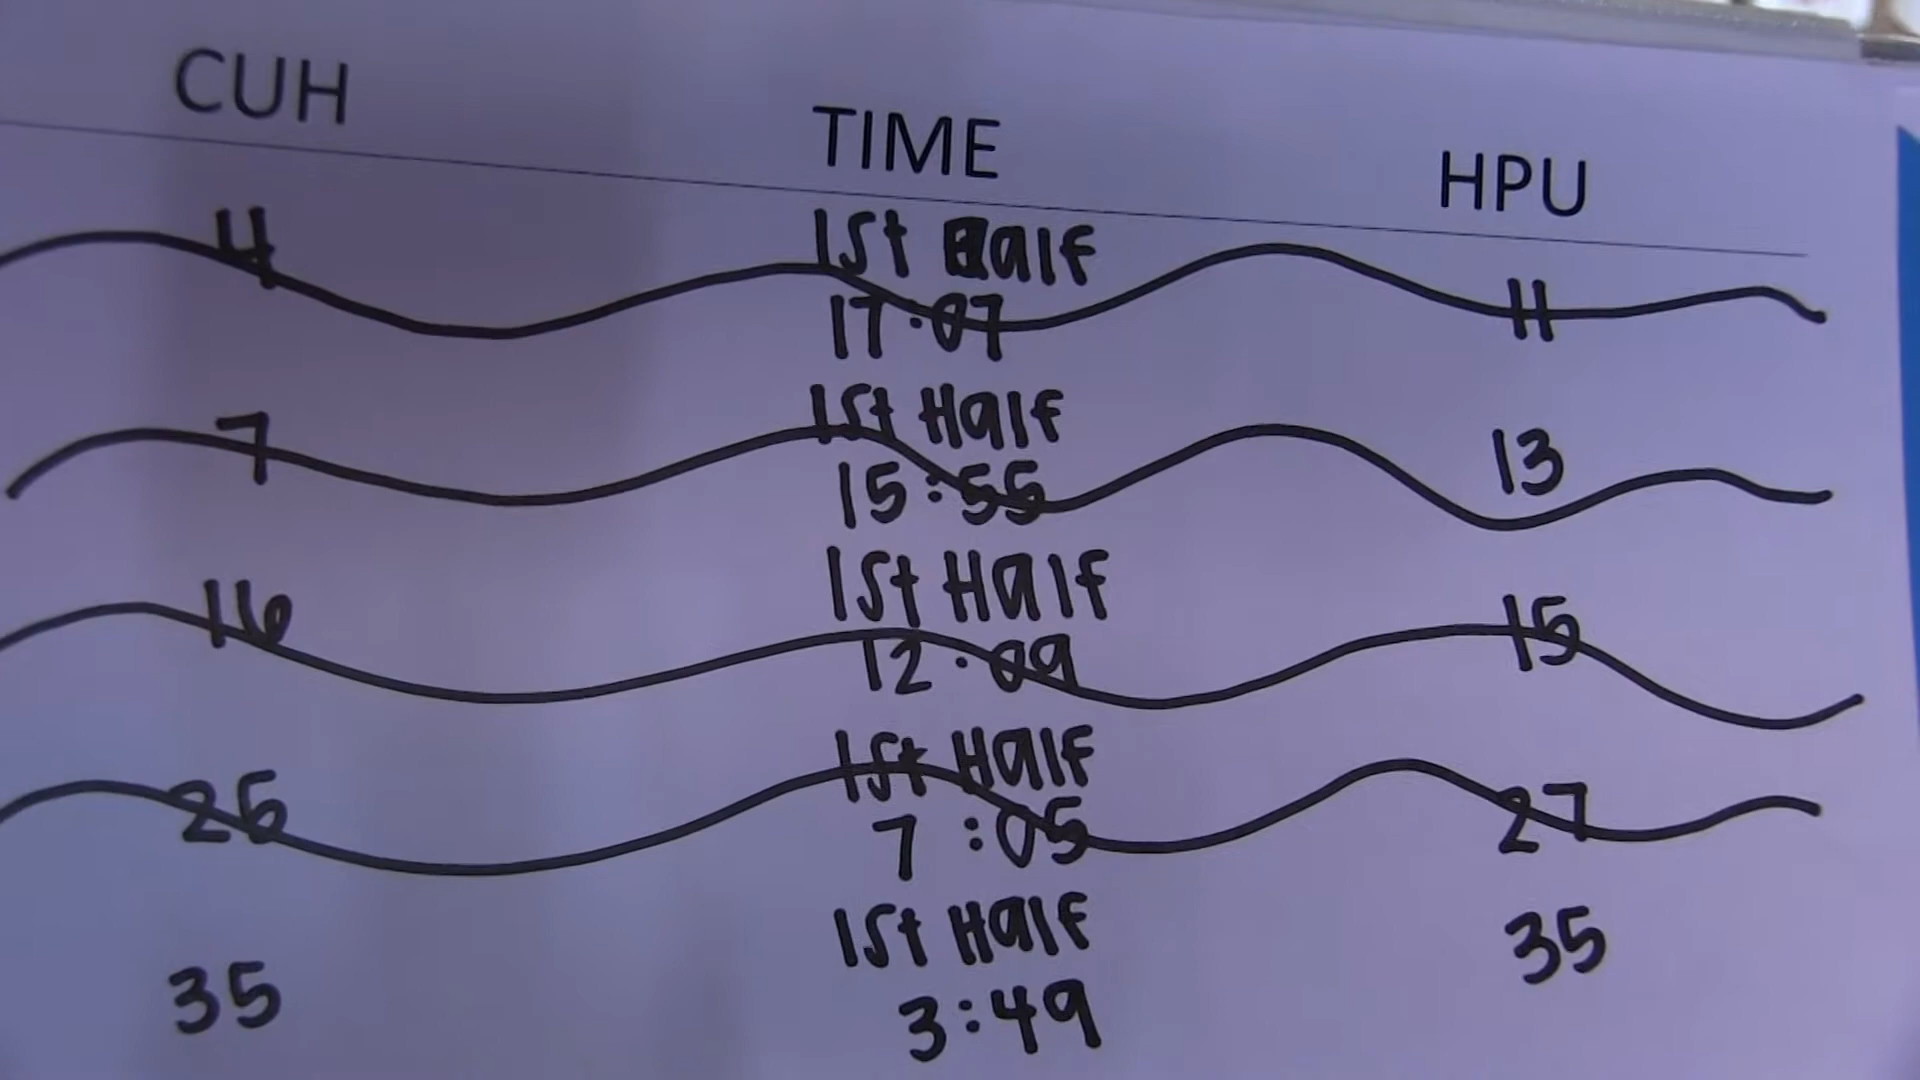 CUH TIME HPU
4 1st Half 11
17:07
7 1st Half 13
15:55
16 1st Half 15
12:09
26 1st Half 27
7:05
35 1st Half 35
3:49